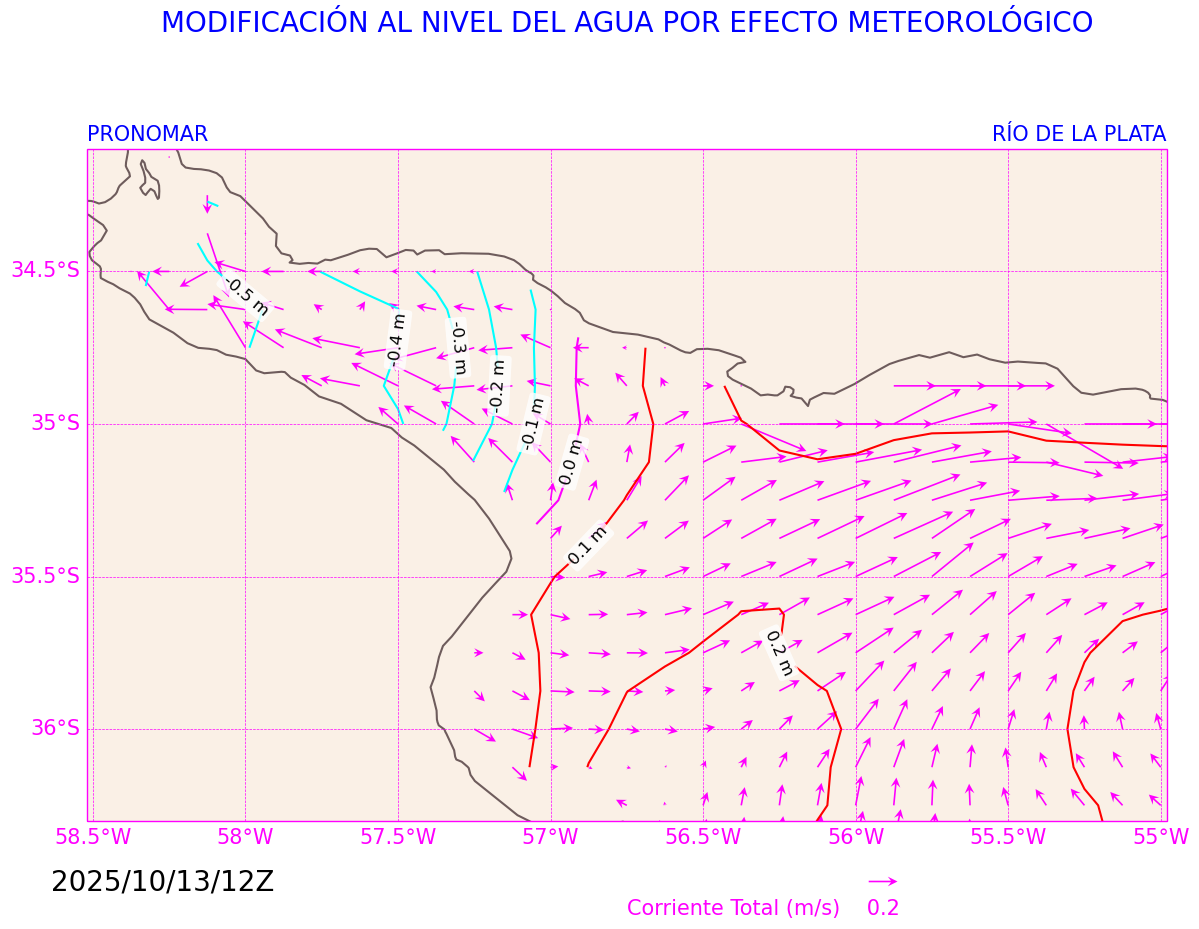 MODIFICACIÓN AL NIVEL DEL AGUA POR EFECTO METEOROLÓGICO
PRONOMAR
RÍO DE LA PLATA
34.5°S
35°S
35.5°S
36°S
-0.5 m
-0.4 m
-0.3 m
-0.2 m
-0.1 m
0.0 m
0.1 m
0.2 m
58.5°W 58°W 57.5°W 57°W 56.5°W 56°W 55.5°W 55°W
2025/10/13/12Z
Corriente Total (m/s) 0.2